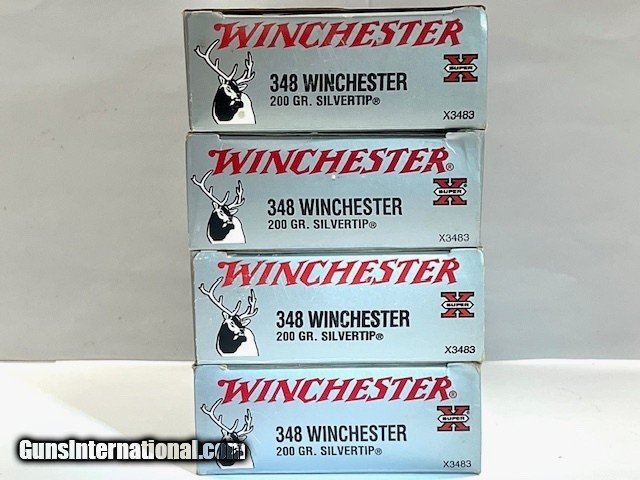 WINCHESTER
348 WINCHESTER
200 GR. SILVERTIP®
X
SUPER
X3483
WINCHESTER®
348 WINCHESTER
200 GR. SILVERTIP®
X®
SUPER
X3483
WINCHESTER
348 WINCHESTER
200 GR. SILVERTIP®
X
SUPER
X3483
WINCHESTER®
348 WINCHESTER
200 GR. SILVERTIP®
X
SUPER
X3483
GunsInternational.com